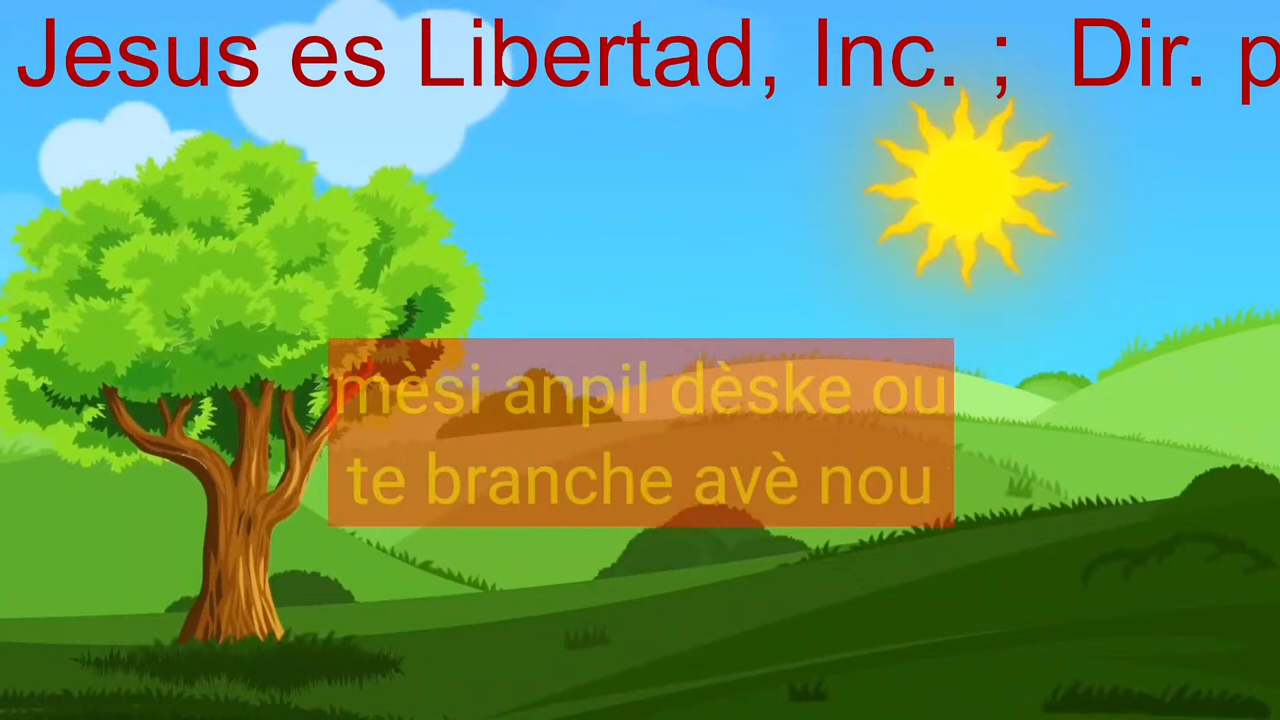 Jesus es Libertad, Inc. ; Dir. p
mèsi anpil dèske ou
te branche avè nou